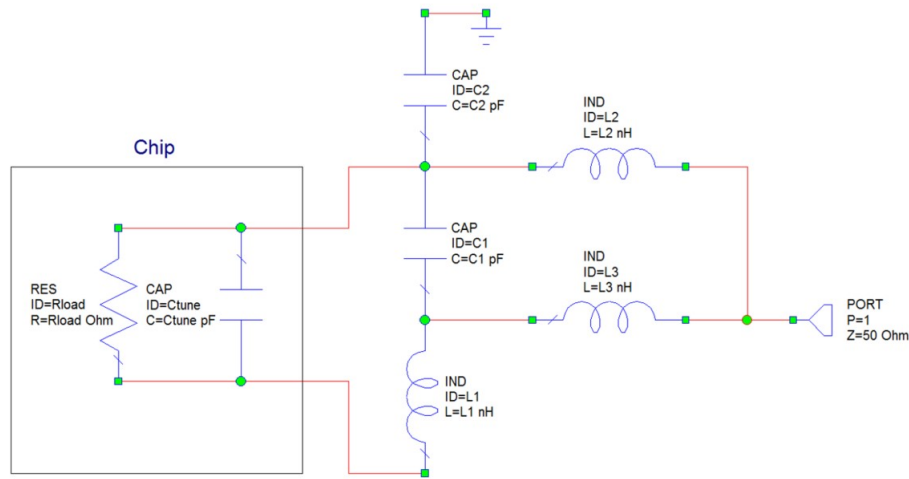 CAP
ID=C2
C=C2 pF
IND
ID=L2
L=L2 nH
Chip
CAP
ID=C1
C=C1 pF
IND
ID=L3
L=L3 nH
RES
ID=Rload
R=Rload Ohm
CAP
ID=Ctune
C=Ctune pF
PORT
P=1
Z=50 Ohm
IND
ID=L1
L=L1 nH